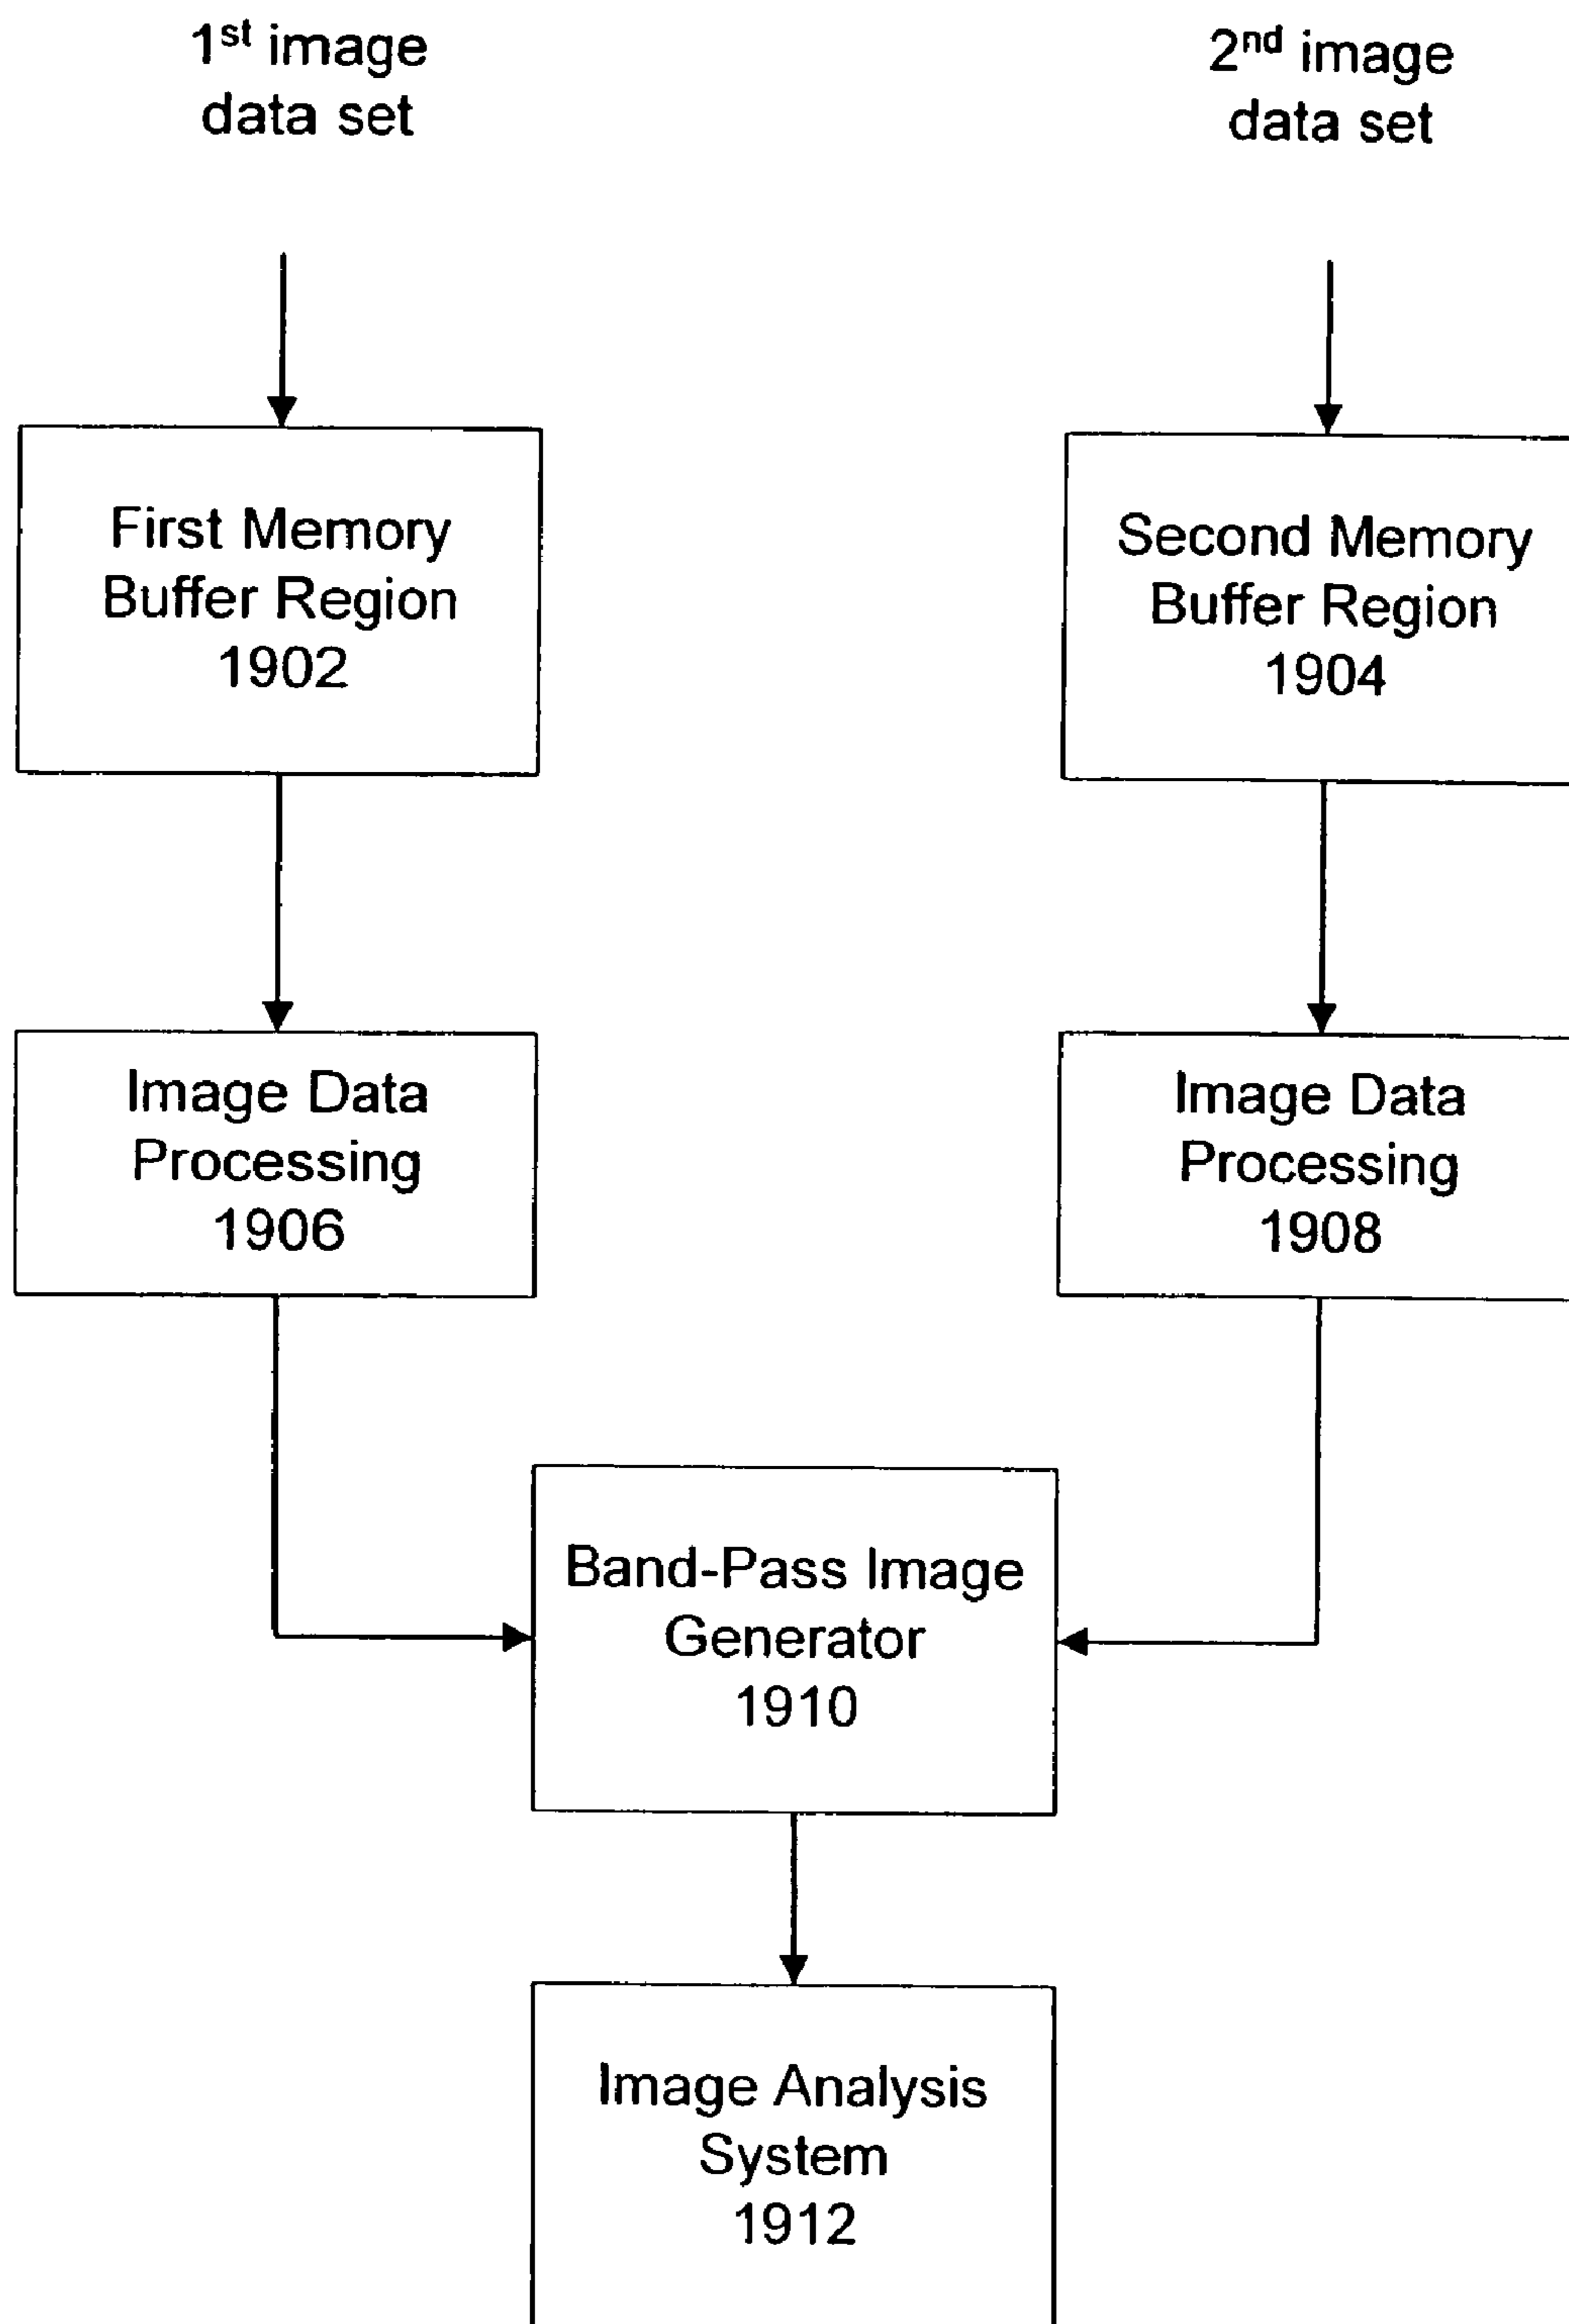 1st image
data set
2nd image
data set
First Memory
Buffer Region
1902
Second Memory
Buffer Region
1904
Image Data
Processing
1906
Image Data
Processing
1908
Band-Pass Image
Generator
1910
Image Analysis
System
1912